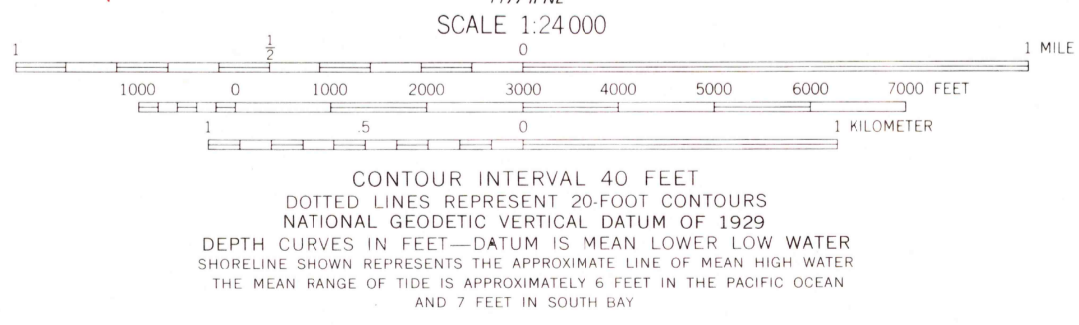 SCALE 1:24 000
1 1/2 0 1 MILE
1000 0 1000 2000 3000 4000 5000 6000 7000 FEET
1 .5 0 1 KILOMETER
CONTOUR INTERVAL 40 FEET
DOTTED LINES REPRESENT 20-FOOT CONTOURS
NATIONAL GEODETIC VERTICAL DATUM OF 1929
DEPTH CURVES IN FEET—DATUM IS MEAN LOWER LOW WATER
SHORELINE SHOWN REPRESENTS THE APPROXIMATE LINE OF MEAN HIGH WATER
THE MEAN RANGE OF TIDE IS APPROXIMATELY 6 FEET IN THE PACIFIC OCEAN
AND 7 FEET IN SOUTH BAY